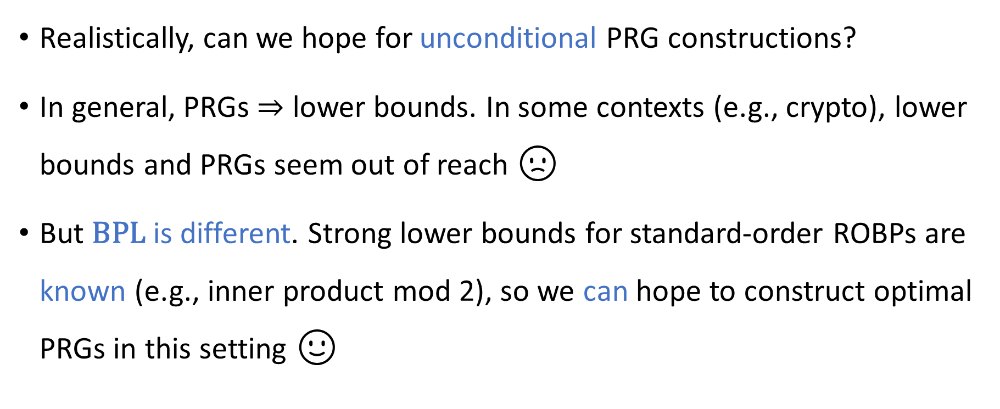 • Realistically, can we hope for unconditional PRG constructions?
• In general, PRGs ⇒ lower bounds. In some contexts (e.g., crypto), lower
bounds and PRGs seem out of reach ☹
• But BPL is different. Strong lower bounds for standard-order ROBPs are
known (e.g., inner product mod 2), so we can hope to construct optimal
PRGs in this setting ☺